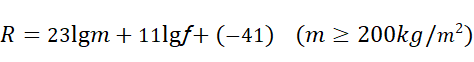 R = 23lgm + 11lgf + (−41) (m ≥ 200kg/m²)